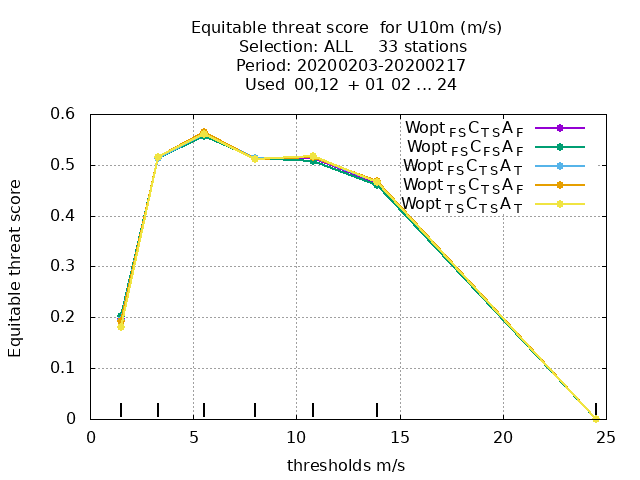 Equitable threat score for U10m (m/s)
Selection: ALL 33 stations
Period: 20200203-20200217
Used 00,12 + 01 02 ... 24
Wopt FS C TS A F
Wopt FS C FS A F
Wopt FS C TS A T
Wopt TS C TS A F
Wopt TS C TS A T
Equitable threat score
0.6
0.5
0.4
0.3
0.2
0.1
0
0 5 10 15 20 25
thresholds m/s